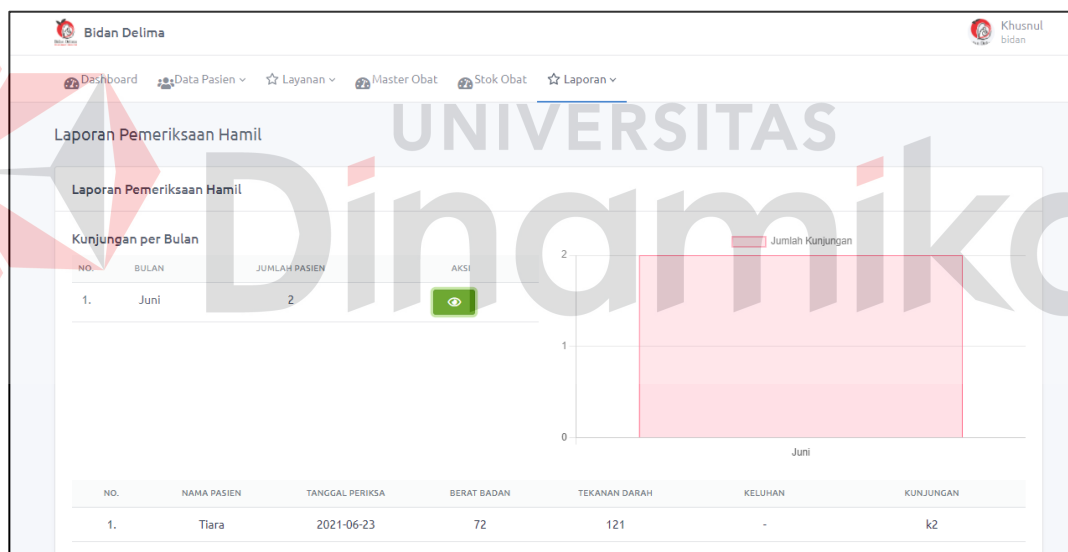 Bidan Delima
Khusnul
bidan
Dashboard Data Pasien Layanan Master Obat Stok Obat Laporan
UNIVERSITAS
Dinamika
Laporan Pemeriksaan Hamil
Laporan Pemeriksaan Hamil
Kunjungan per Bulan
NO. BULAN JUMLAH PASIEN AKSI
1. Juni 2
Jumlah Kunjungan
2
1
0
Juni
NO. NAMA PASIEN TANGGAL PERIKSA BERAT BADAN TEKANAN DARAH KELUHAN KUNJUNGAN
1. Tiara 2021-06-23 72 121 - k2